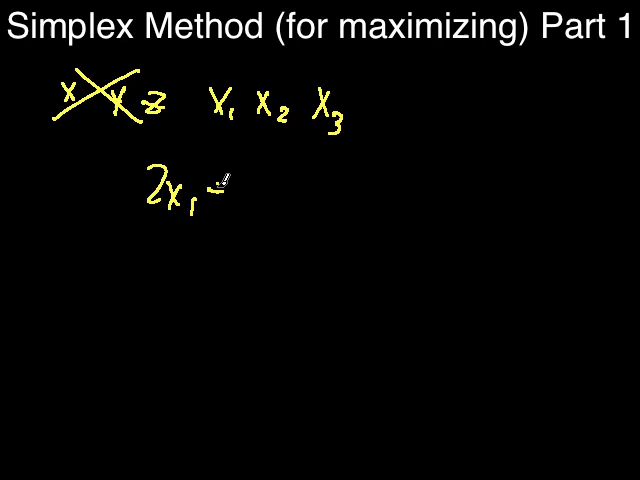 Simplex Method (for maximizing) Part 1
x y z x₁ x₂ x₃
2x₁ -